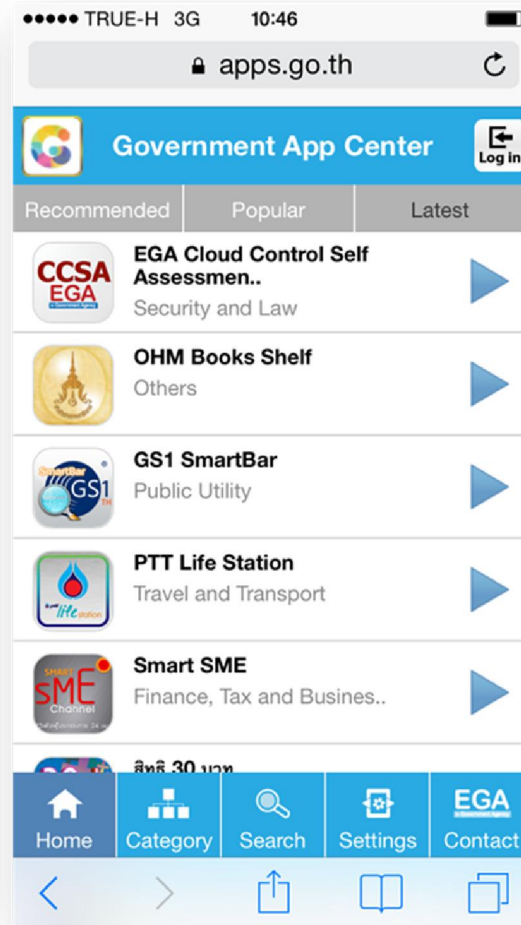 TRUE-H 3G 10:46
apps.go.th
Government App Center
Log in
Recommended Popular Latest
CCSA
EGA
EGA Cloud Control Self
Assessmen..
Security and Law
OHM Books Shelf
Others
SmartBar
GS1
TH
GS1 SmartBar
Public Utility
life station
PTT Life Station
Travel and Transport
SMART
SME
Channel
Smart SME
Finance, Tax and Busines..
สิทธิ 30 บาท
EGA
Home Category Search Settings Contact